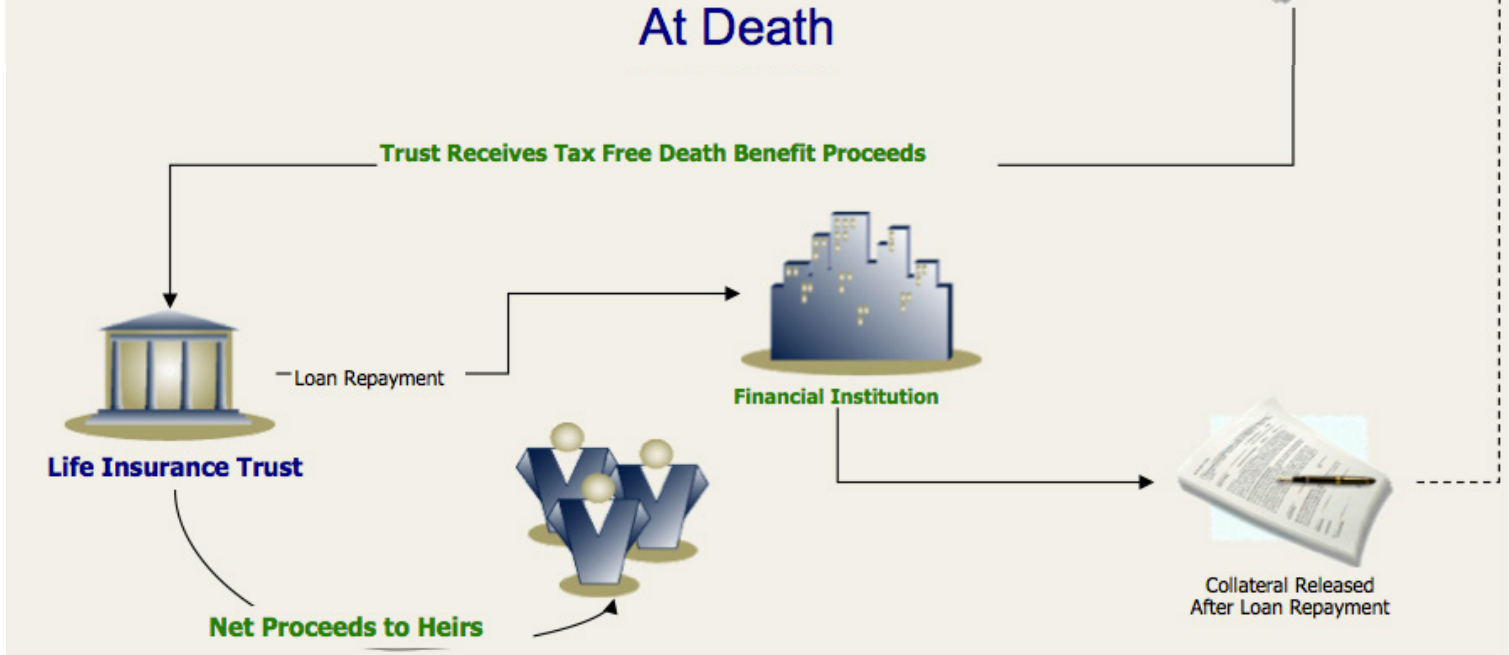 At Death
Trust Receives Tax Free Death Benefit Proceeds
Loan Repayment
Financial Institution
Life Insurance Trust
Collateral Released
After Loan Repayment
Net Proceeds to Heirs